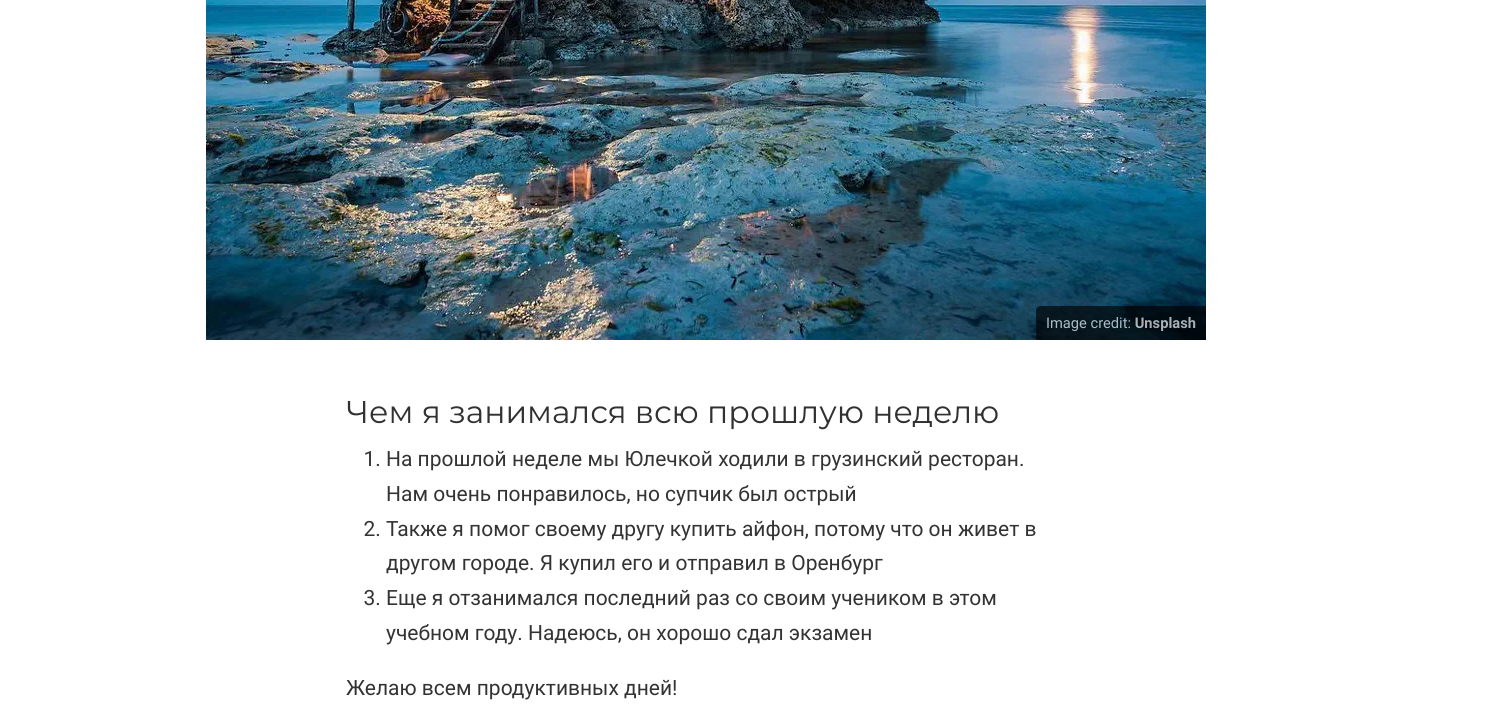 Image credit: Unsplash
Чем я занимался всю прошлую неделю
1. На прошлой неделе мы Юлечкой ходили в грузинский ресторан.
Нам очень понравилось, но супчик был острый
2. Также я помог своему другу купить айфон, потому что он живет в
другом городе. Я купил его и отправил в Оренбург
3. Еще я отзанимался последний раз со своим учеником в этом
учебном году. Надеюсь, он хорошо сдал экзамен
Желаю всем продуктивных дней!